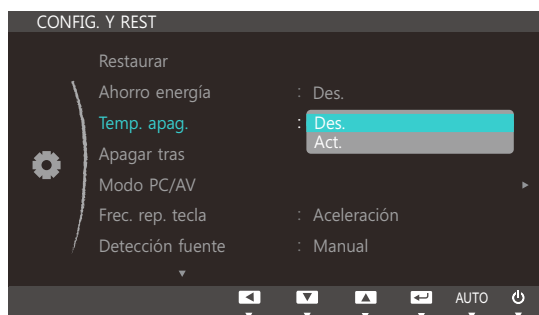 CONFIG. Y REST
Restaurar
Ahorro energía : Des.
Temp. apag. : Des.
Act.
Apagar tras
Modo PC/AV
Frec. rep. tecla : Aceleración
Detección fuente : Manual
AUTO